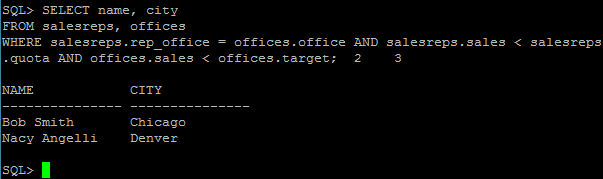 SQL> SELECT name, city
FROM salesreps, offices
WHERE salesreps.rep_office = offices.office AND salesreps.sales < salesreps
.quota AND offices.sales < offices.target;  2    3

NAME            CITY
--------------- ---------------
Bob Smith       Chicago
Nacy Angelli    Denver

SQL>